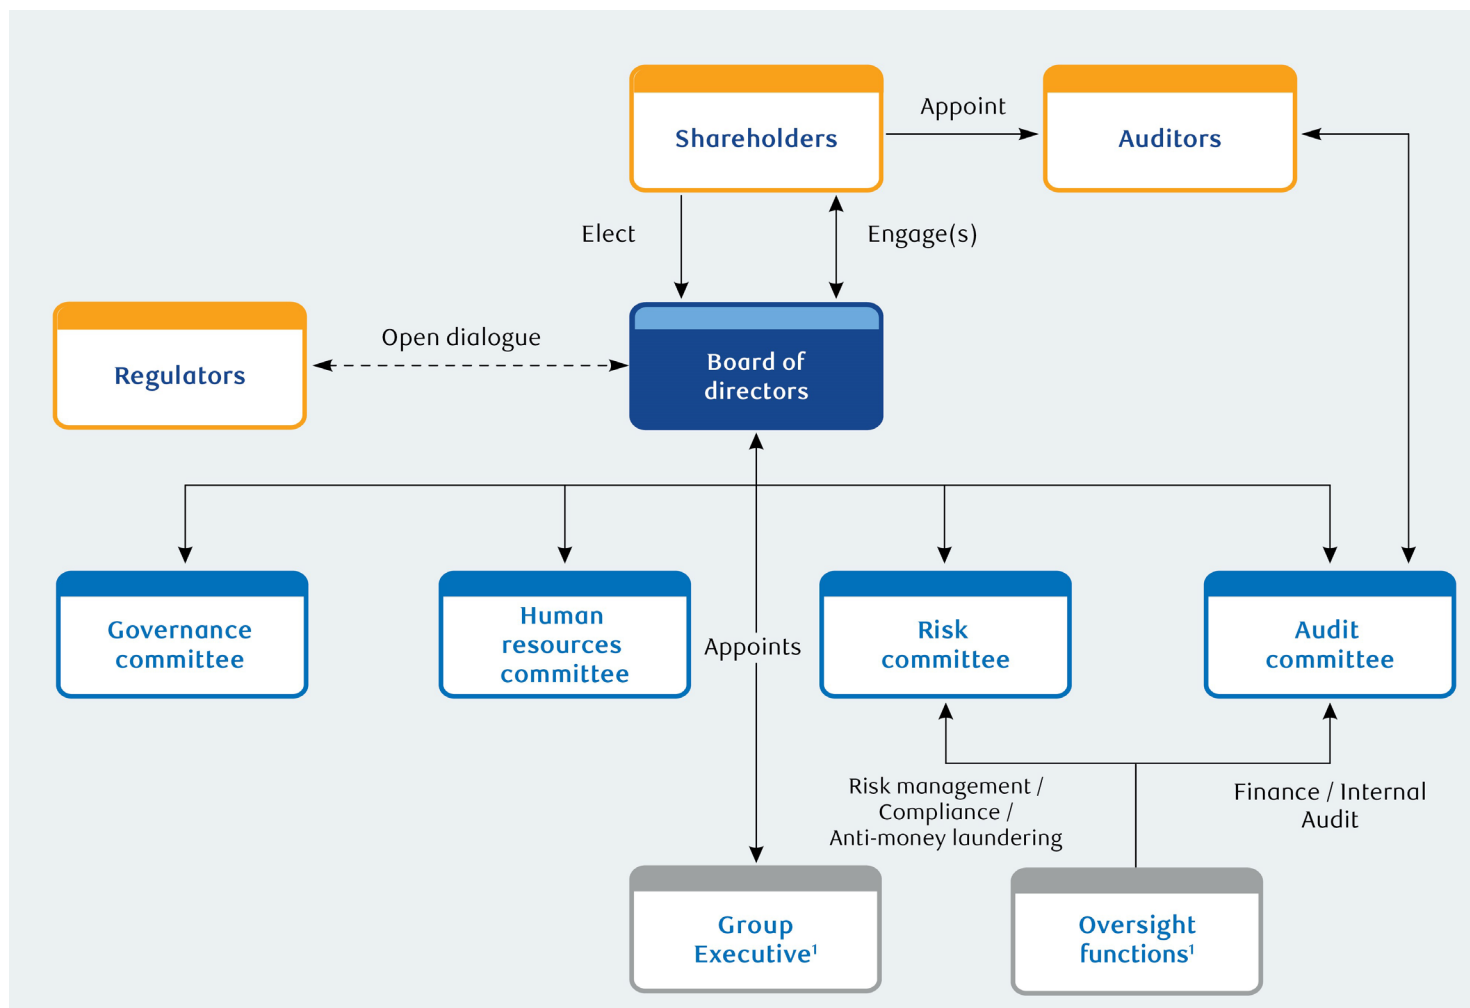 Shareholders
Appoint
Auditors
Elect
Engage(s)
Regulators
Open dialogue
Board of
directors
Governance
committee
Human
resources
committee
Appoints
Risk
committee
Audit
committee
Risk management /
Compliance /
Anti-money laundering
Finance / Internal
Audit
Group
Executive¹
Oversight
functions¹